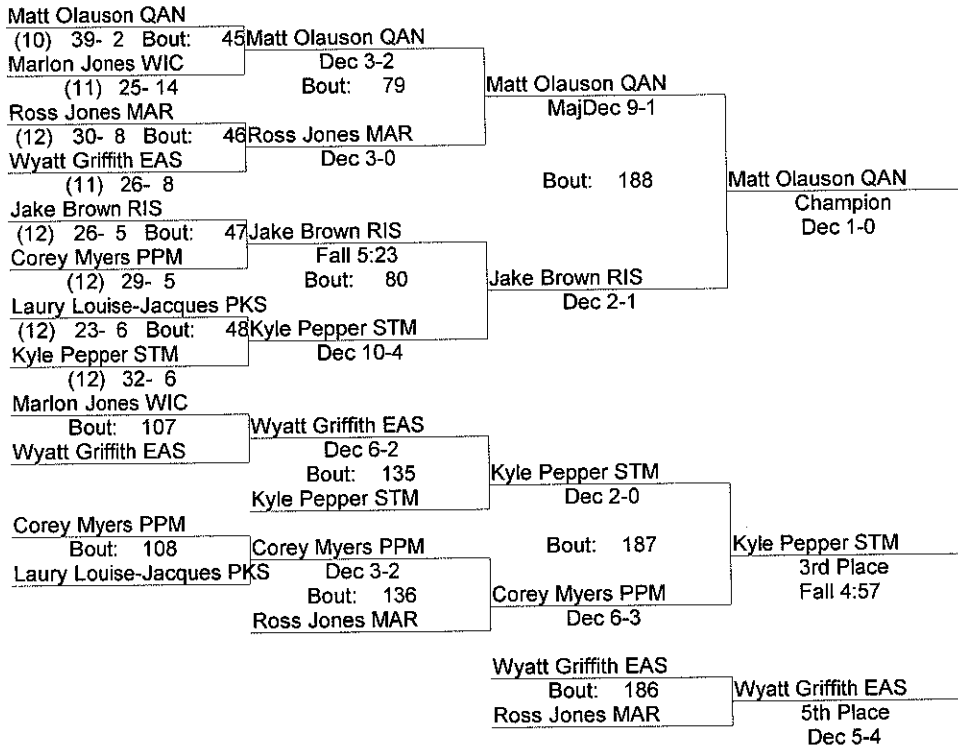 Matt Olauson QAN
(10) 39- 2 Bout: 45
Marlon Jones WIC
(11) 25- 14
Ross Jones MAR
(12) 30- 8 Bout: 46
Wyatt Griffith EAS
(11) 26- 8
Jake Brown RIS
(12) 26- 5 Bout: 47
Corey Myers PPM
(12) 29- 5
Laury Louise-Jacques PKS
(12) 23- 6 Bout: 48
Kyle Pepper STM
(12) 32- 6
Matt Olauson QAN
Dec 3-2
Bout: 79
Ross Jones MAR
Dec 3-0
Jake Brown RIS
Fall 5:23
Bout: 80
Kyle Pepper STM
Dec 10-4
Matt Olauson QAN
MajDec 9-1
Bout: 188
Jake Brown RIS
Dec 2-1
Matt Olauson QAN
Champion
Dec 1-0
Marlon Jones WIC
Bout: 107
Wyatt Griffith EAS
Corey Myers PPM
Bout: 108
Laury Louise-Jacques PKS
Wyatt Griffith EAS
Dec 6-2
Bout: 135
Kyle Pepper STM
Corey Myers PPM
Dec 3-2
Bout: 136
Ross Jones MAR
Kyle Pepper STM
Dec 2-0
Bout: 187
Corey Myers PPM
Dec 6-3
Kyle Pepper STM
3rd Place
Fall 4:57
Wyatt Griffith EAS
Bout: 186
Ross Jones MAR
Wyatt Griffith EAS
5th Place
Dec 5-4